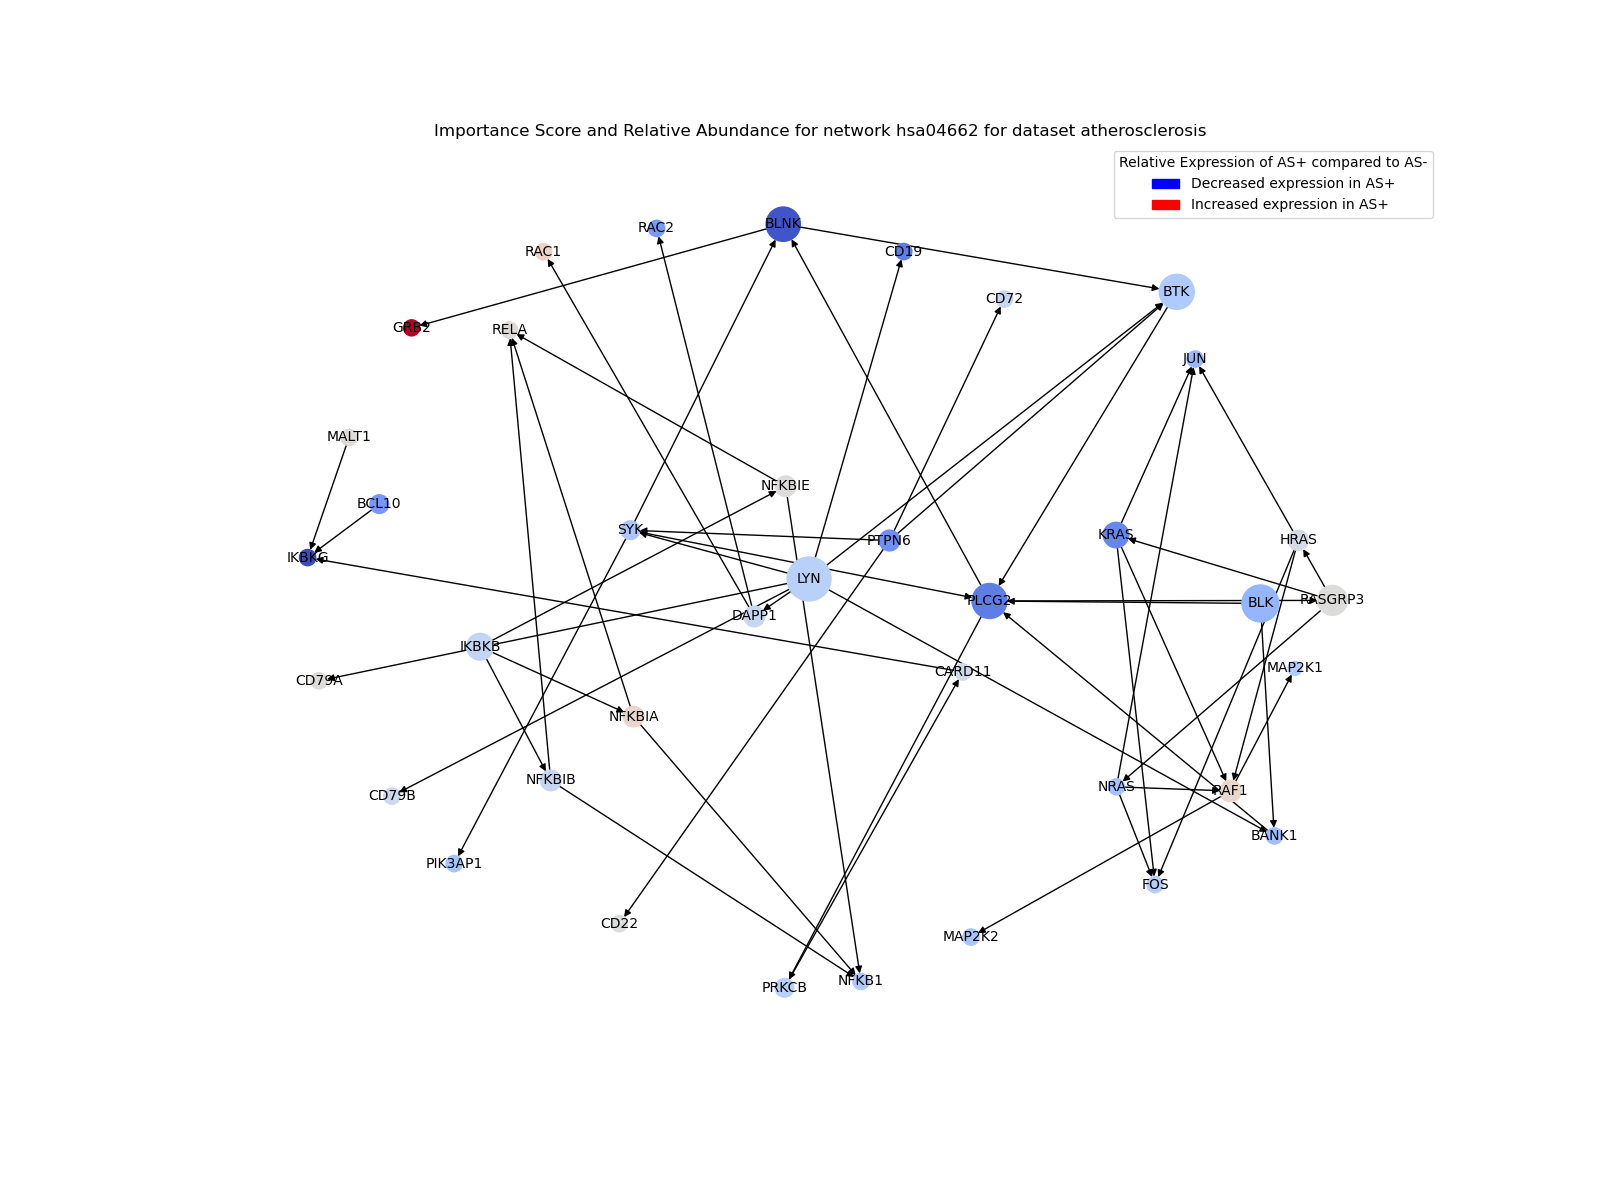 Importance Score and Relative Abundance for network hsa04662 for dataset atherosclerosis
Relative Expression of AS+ compared to AS-
Decreased expression in AS+
Increased expression in AS+
BLNK
RAC2
RAC1
CD19
BTK
CD72
GRB2
RELA
JUN
MALT1
NFKBIE
BCL10
SYK
PTPN6
KRAS
HRAS
IKBKG
LYN
PLCG2
BLK
RASGRP3
DAPP1
IKBKB
CARD11
MAP2K1
CD79A
NFKBIA
NFKBIB
NRAS
RAF1
CD79B
BANK1
PIK3AP1
FOS
CD22
MAP2K2
NFKB1
PRKCB